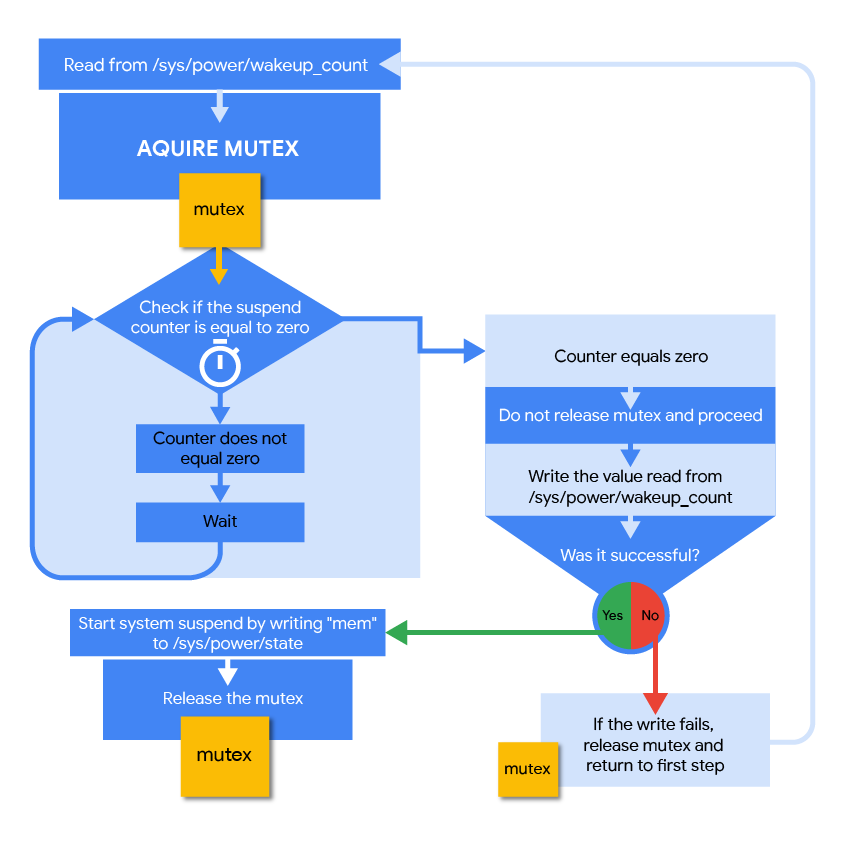 Read from /sys/power/wakeup_count
AQUIRE MUTEX
mutex
Check if the suspend
counter is equal to zero
Counter does not
equal zero
Wait
Counter equals zero
Do not release mutex and proceed
Write the value read from
/sys/power/wakeup_count
Was it successful?
Yes
No
Start system suspend by writing "mem"
to /sys/power/state
Release the mutex
mutex
If the write fails,
release mutex and
return to first step
mutex